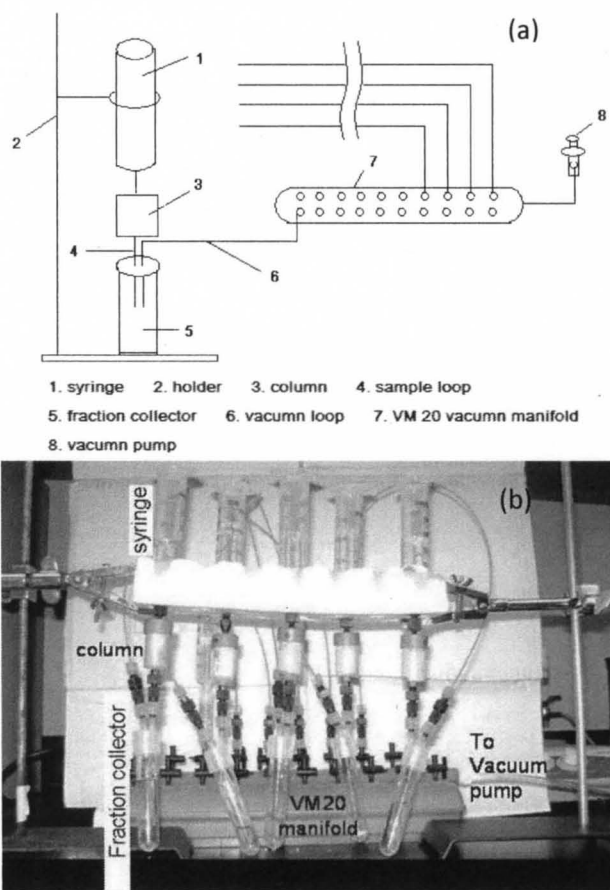 (a)
1
2
3
4
5
6
7
8
1. syringe 2. holder 3. column 4. sample loop
5. fraction collector 6. vacumn loop 7. VM 20 vacumn manifold
8. vacumn pump
(b)
syringe
column
Fraction collector
VM20
manifold
To
Vacuum
pump